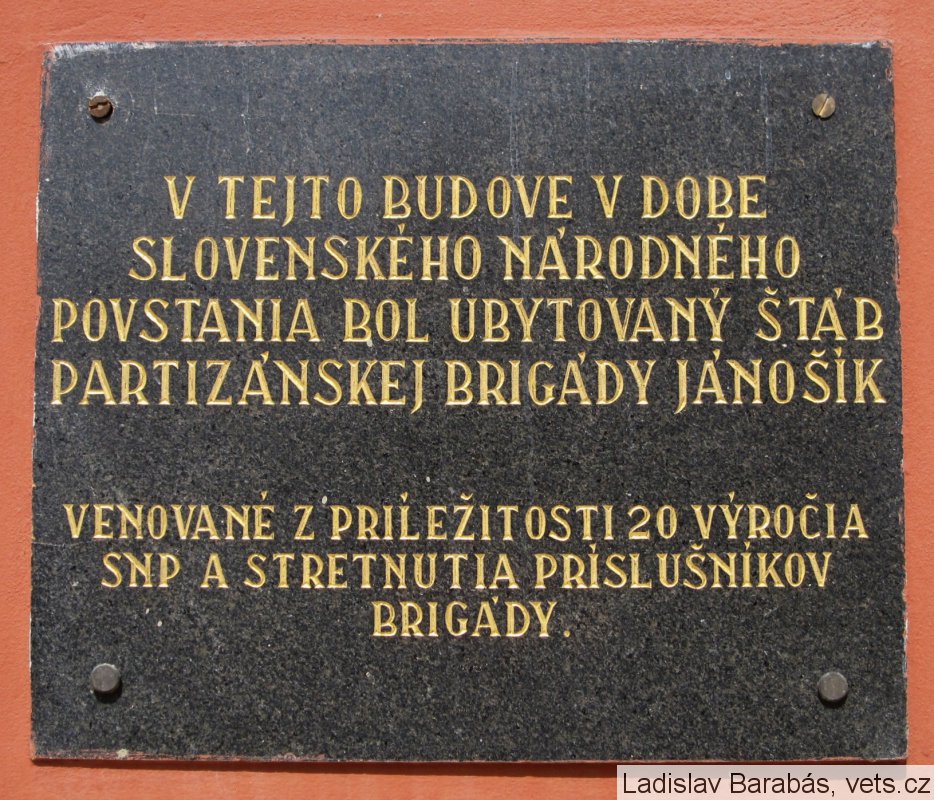 V TEJTO BUDOVE V DOBE
SLOVENSKÉHO NÁRODNÉHO
POVSTANIA BOL UBYTOVANÝ ŠTÁB
PARTIZÁNSKEJ BRIGÁDY JÁNOŠÍK
VENOVANÉ Z PRÍLEŽITOSTI 20 VÝROČIA
SNP A STRETNUTIA PRÍSLUŠNÍKOV
BRIGÁDY.
Ladislav Barabás, vets.cz